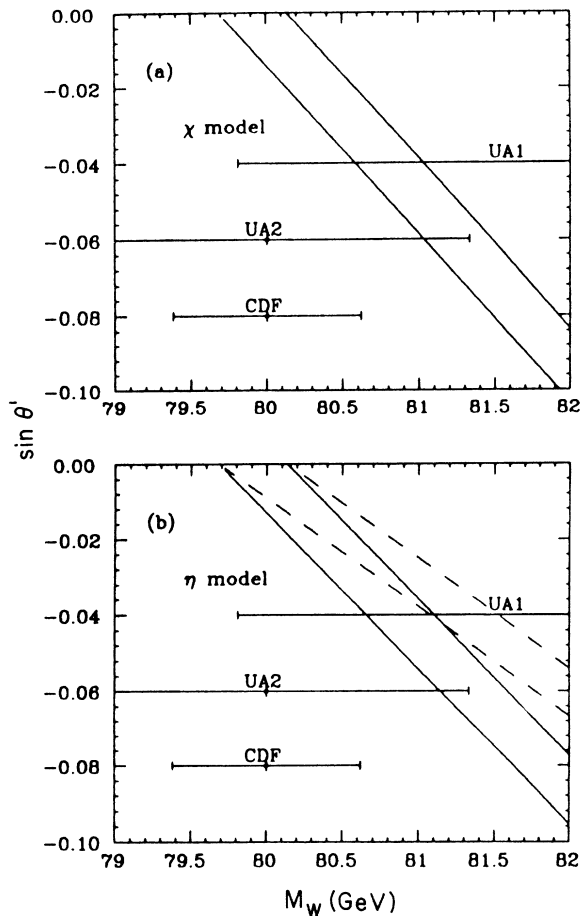 0.00
(a)
-0.02
χ model
-0.04
UA1
UA2
-0.06
CDF
-0.08
-0.10
79 79.5 80 80.5 81 81.5 82
sin θ'
0.00
(b)
-0.02
η model
-0.04
UA1
UA2
-0.06
CDF
-0.08
-0.10
79 79.5 80 80.5 81 81.5 82
M_W (GeV)